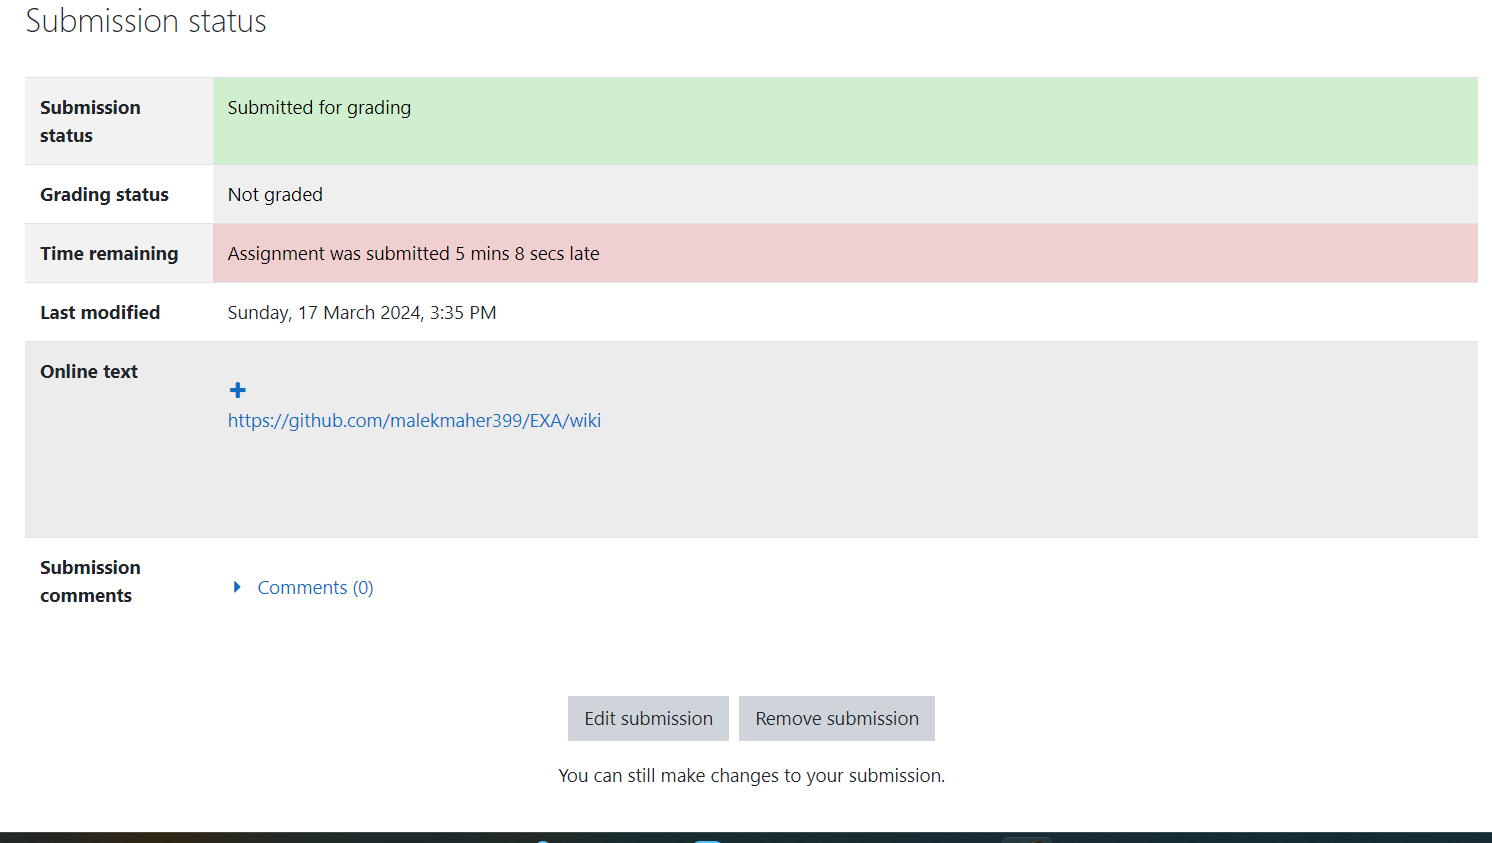 Submission status
Submission
status
Submitted for grading
Grading status
Not graded
Time remaining
Assignment was submitted 5 mins 8 secs late
Last modified
Sunday, 17 March 2024, 3:35 PM
Online text
https://github.com/malekmaher399/EXA/wiki
Submission
comments
Comments (0)
Edit submission
Remove submission
You can still make changes to your submission.